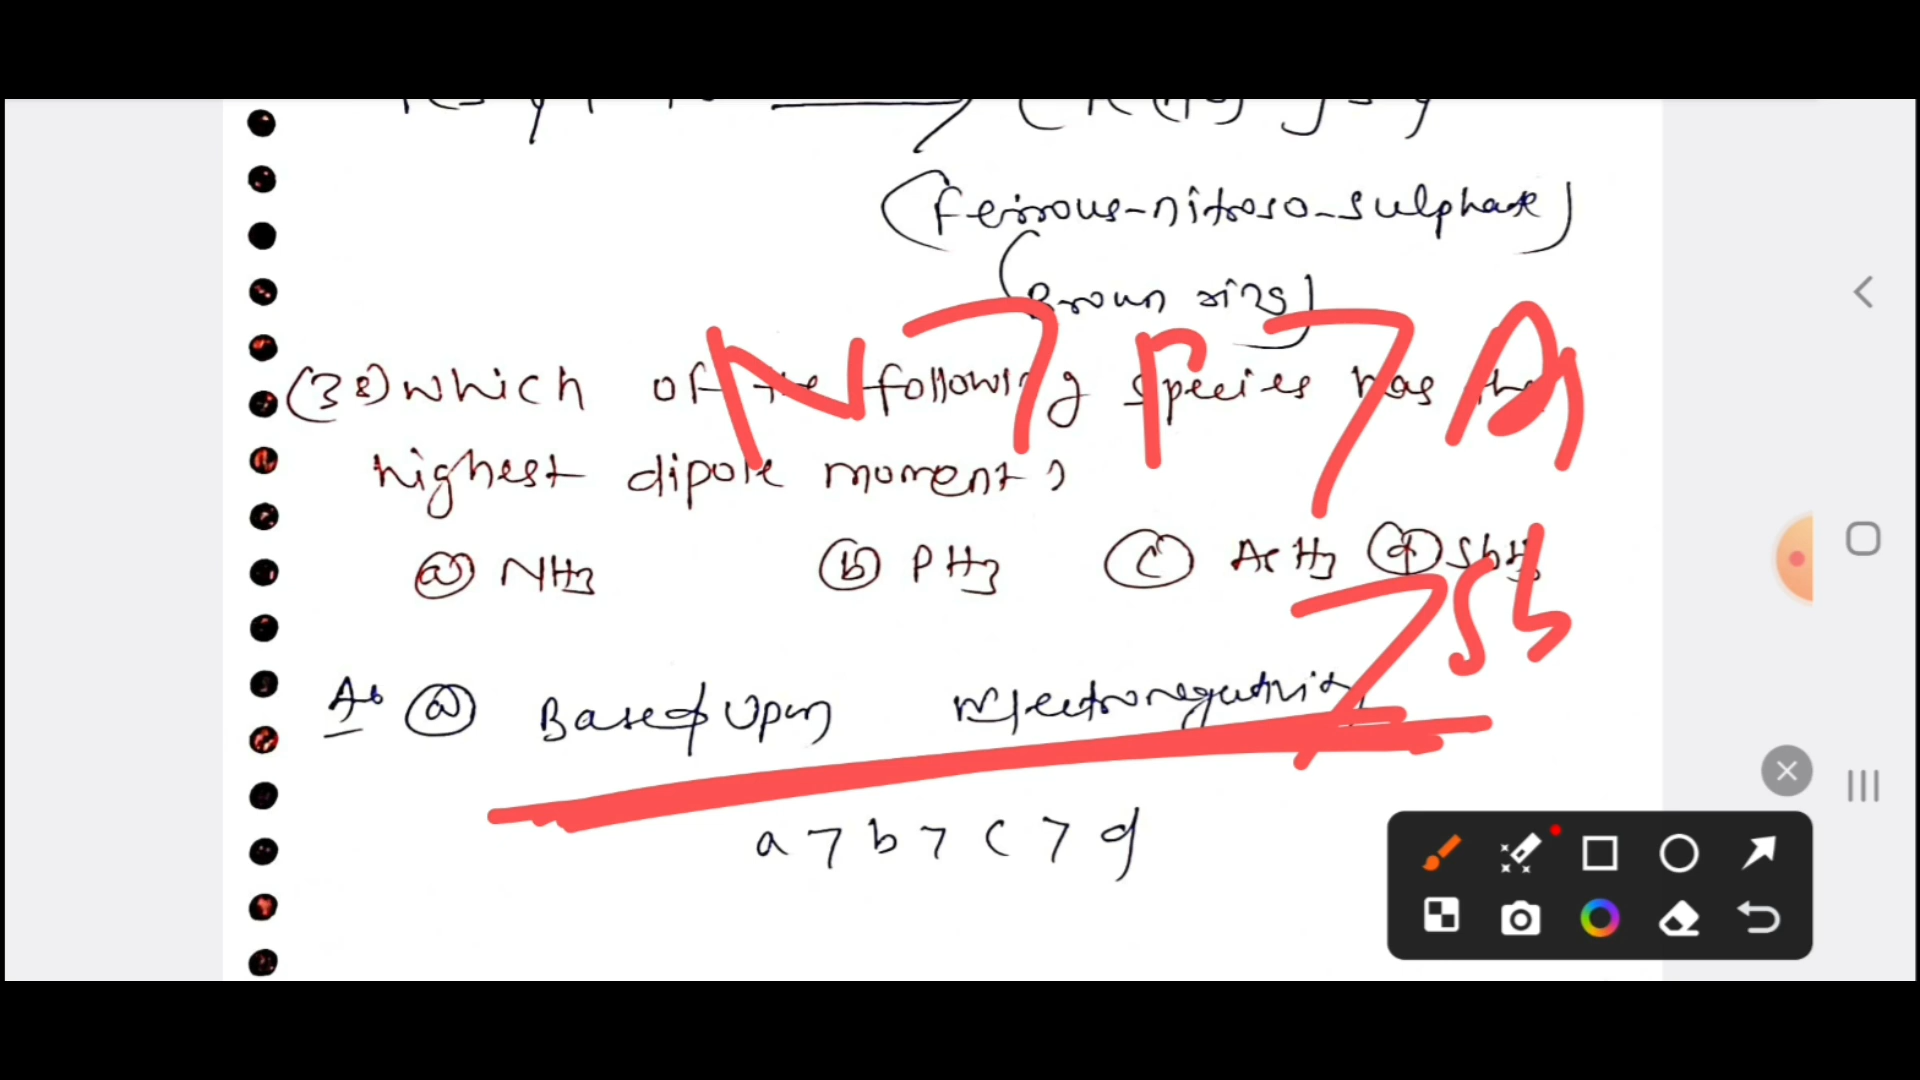 (ferrous-nitroso-sulphate)
(Brown ring)
(38) which of the following species has the
highest dipole moment?
(a) NH3 (b) PH3 (c) AsH3 (d) SbH3
N > P > As
> Sb
(a) Based Upon electronegativity
a > b > c > d